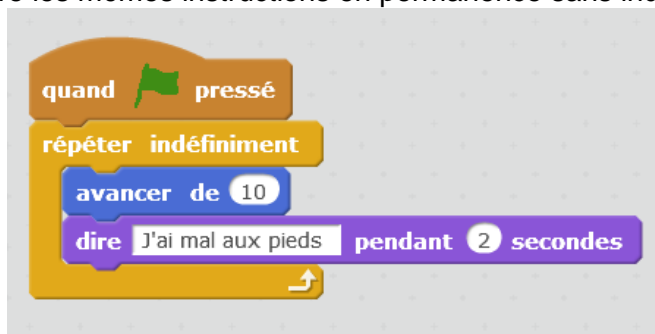 quand pressé
répéter indéfiniment
avancer de 10
dire J'ai mal aux pieds pendant 2 secondes